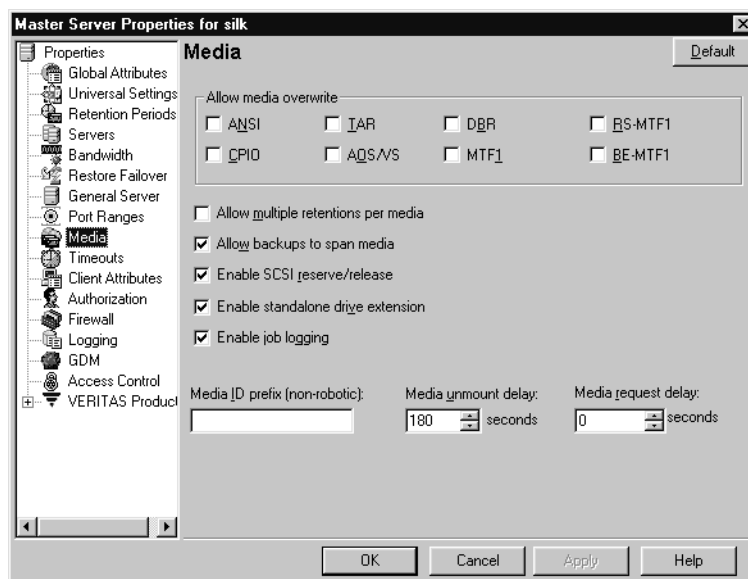 Master Server Properties for silk
Properties
Global Attributes
Universal Settings
Retention Periods
Servers
Bandwidth
Restore Failover
General Server
Port Ranges
Media
Timeouts
Client Attributes
Authorization
Firewall
Logging
GDM
Access Control
VERITAS Product
Media
Default
Allow media overwrite
ANSI TAR DBR RS-MTF1
CPIO AOS/VS MTF1 BE-MTF1
Allow multiple retentions per media
Allow backups to span media
Enable SCSI reserve/release
Enable standalone drive extension
Enable job logging
Media ID prefix (non-robotic): Media unmount delay: Media request delay:
180 seconds 0 seconds
OK Cancel Apply Help